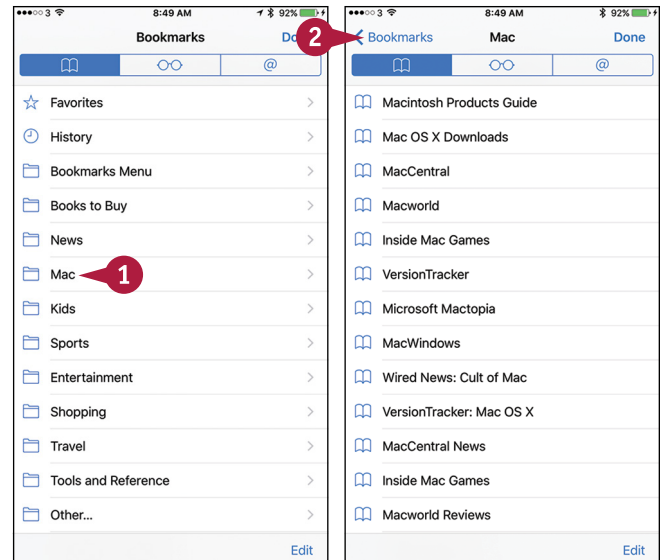 3 8:49 AM 92%
Bookmarks
@
Favorites
History
Bookmarks Menu
Books to Buy
News
Mac 1
Kids
Sports
Entertainment
Shopping
Travel
Tools and Reference
Other...
Edit
3 8:49 AM 92%
2 Bookmarks Mac Done
@
Macintosh Products Guide
Mac OS X Downloads
MacCentral
Macworld
Inside Mac Games
VersionTracker
Microsoft Mactopia
MacWindows
Wired News: Cult of Mac
VersionTracker: Mac OS X
MacCentral News
Inside Mac Games
Macworld Reviews
Edit